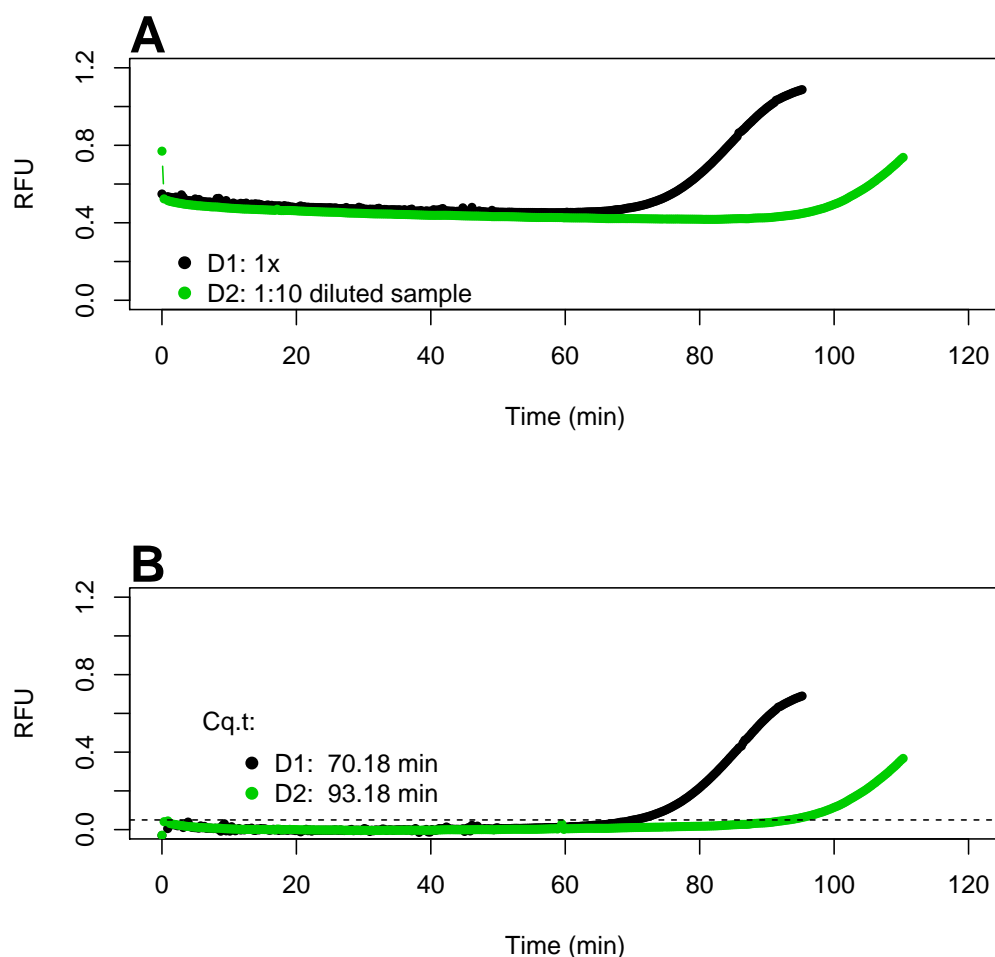 A
1.2
0.8
0.4
0.0
RFU
D1: 1x
D2: 1:10 diluted sample
0 20 40 60 80 100 120
Time (min)
B
1.2
0.8
0.4
0.0
RFU
Cq.t:
D1: 70.18 min
D2: 93.18 min
0 20 40 60 80 100 120
Time (min)